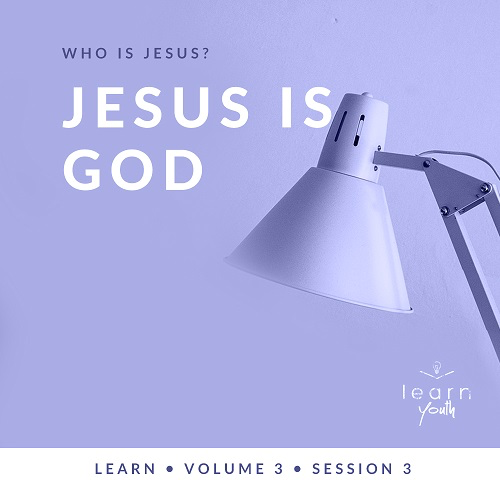 WHO IS JESUS?
JESUS IS
GOD
learn
youth
LEARN • VOLUME 3 • SESSION 3